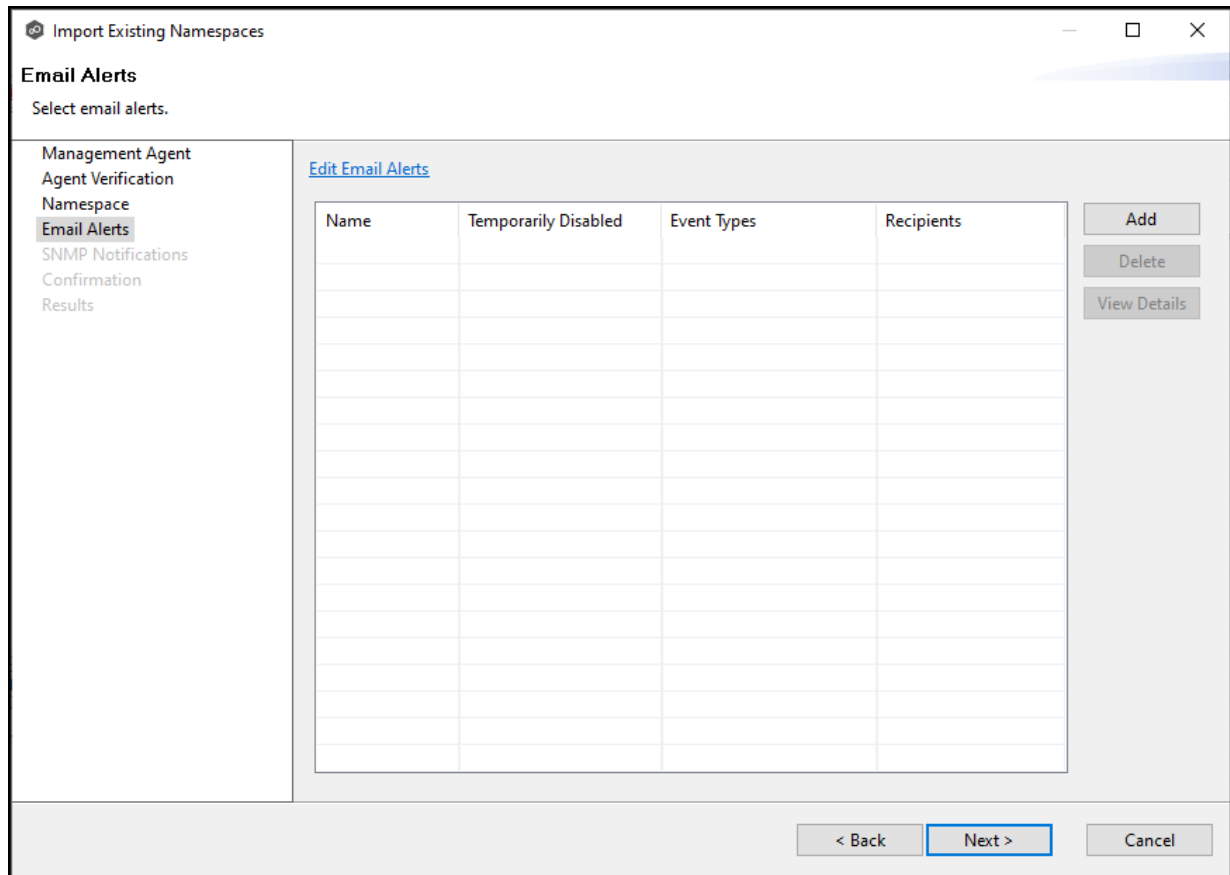 Import Existing Namespaces
Email Alerts
Select email alerts.
Management Agent
Agent Verification
Namespace
Email Alerts
SNMP Notifications
Confirmation
Results
Edit Email Alerts
Name Temporarily Disabled Event Types Recipients
Add
Delete
View Details
< Back Next > Cancel